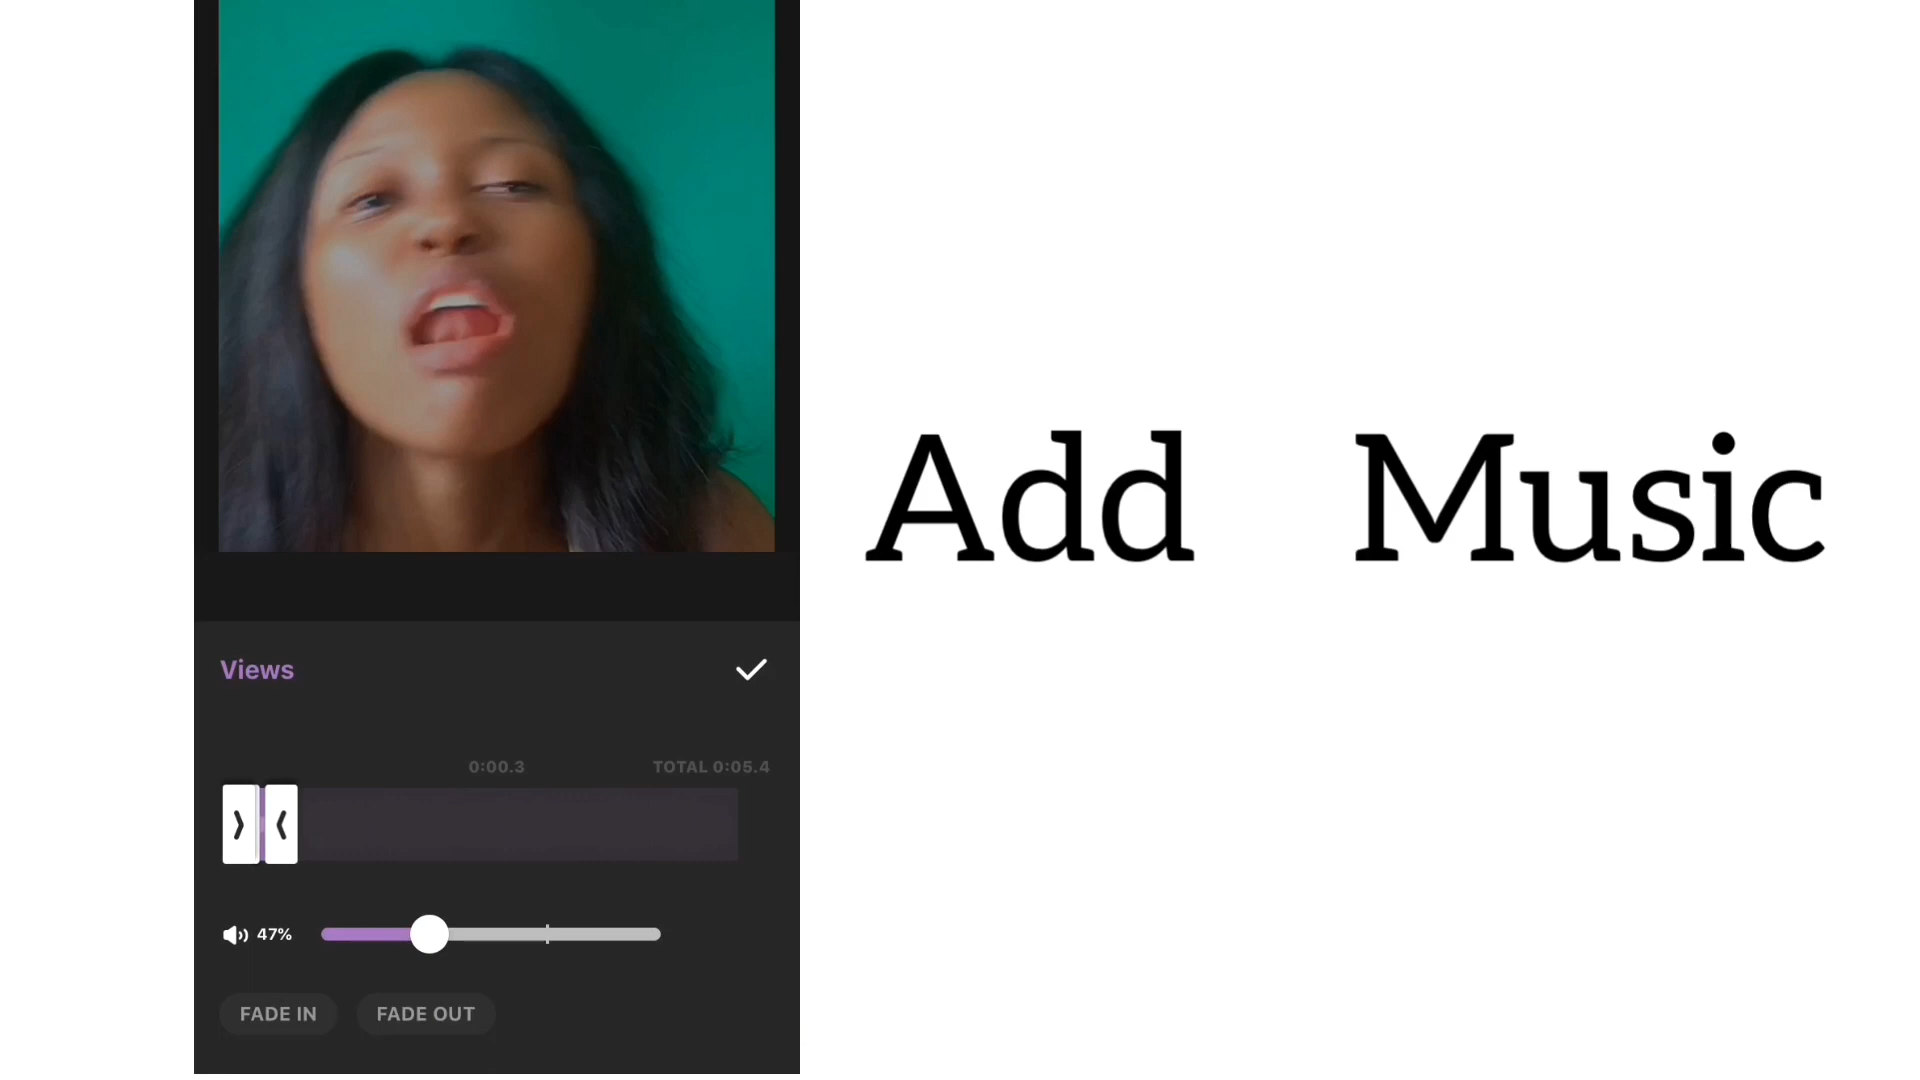 Add Music
Views
0:00.3 TOTAL 0:05.4
47%
FADE IN FADE OUT